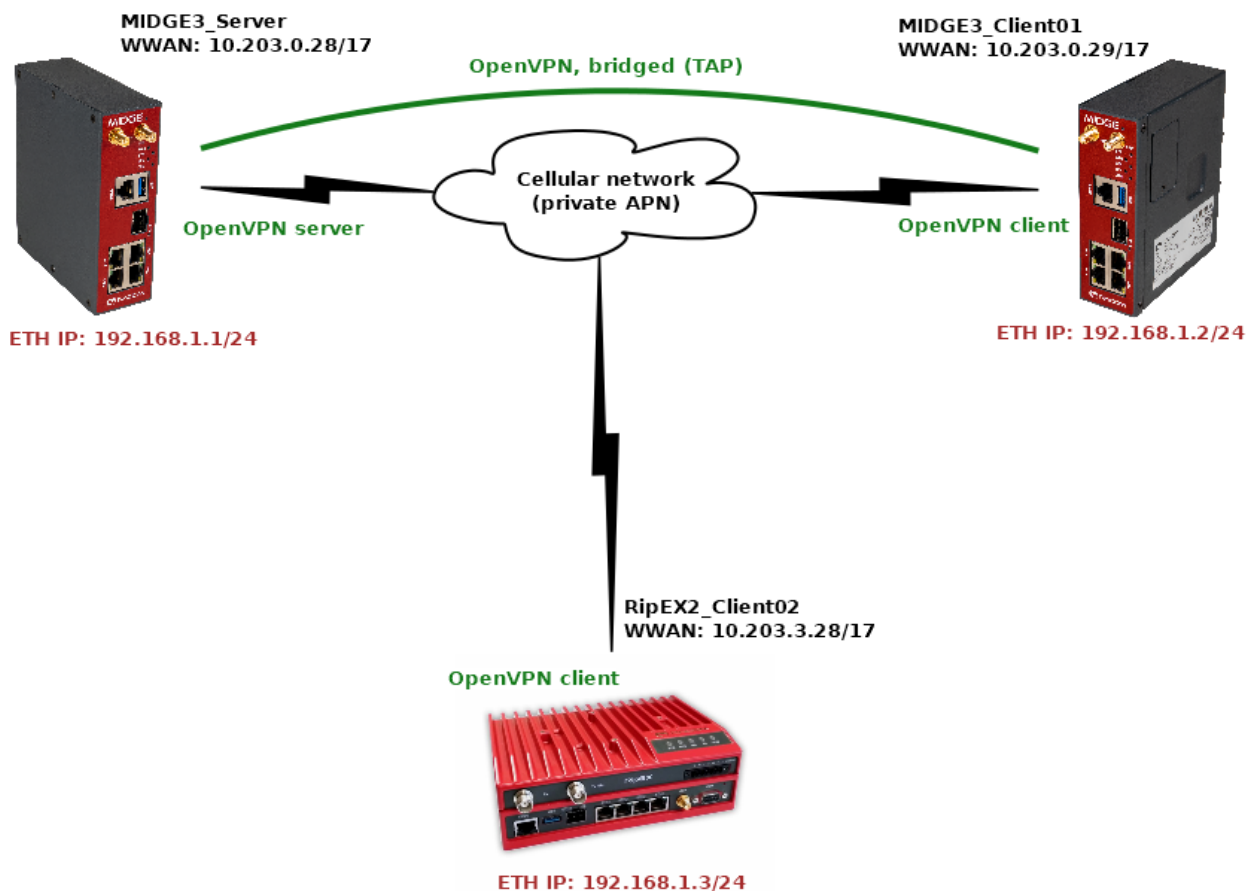 MIDGE3_Server
WWAN: 10.203.0.28/17
MIDGE3_Client01
WWAN: 10.203.0.29/17
OpenVPN, bridged (TAP)
MIDGE
MIDGE
Cellular network
(private APN)
OpenVPN server
OpenVPN client
ETH IP: 192.168.1.1/24
ETH IP: 192.168.1.2/24
RipEX2_Client02
WWAN: 10.203.3.28/17
OpenVPN client
ETH IP: 192.168.1.3/24